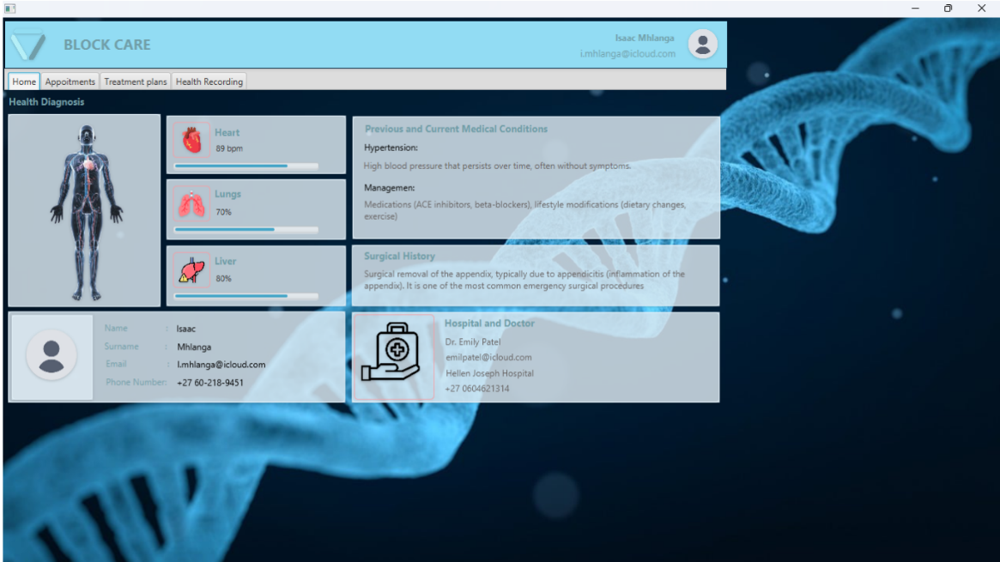 BLOCK CARE
Isaac Mhlanga
i.mhlanga@icloud.com
Home Appoitments Treatment plans Health Recording
Health Diagnosis
Heart
89 bpm
Lungs
70%
Liver
80%
Previous and Current Medical Conditions
Hypertension:
High blood pressure that persists over time, often without symptoms.
Managemen:
Medications (ACE inhibitors, beta-blockers), lifestyle modifications (dietary changes,
exercise)
Surgical History
Surgical removal of the appendix, typically due to appendicitis (inflammation of the
appendix). It is one of the most common emergency surgical procedures
Name : Isaac
Surname : Mhlanga
Email : I.mhlanga@icloud.com
Phone Number: +27 60-218-9451
Hospital and Doctor
Dr. Emily Patel
emilpatel@icloud.com
Hellen Joseph Hospital
+27 0604621314